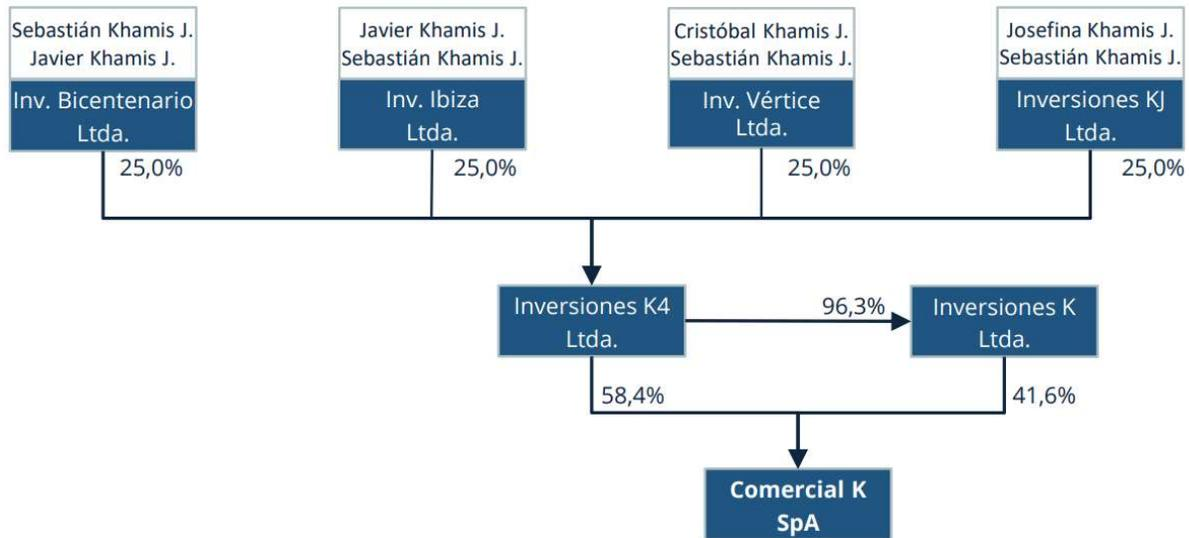 Sebastián Khamis J.
Javier Khamis J.
Inv. Bicentenario
Ltda.
25,0%
Javier Khamis J.
Sebastián Khamis J.
Inv. Ibiza
Ltda.
25,0%
Cristóbal Khamis J.
Sebastián Khamis J.
Inv. Vértice
Ltda.
25,0%
Josefina Khamis J.
Sebastián Khamis J.
Inversiones KJ
Ltda.
25,0%
Inversiones K4
Ltda.
96,3%
Inversiones K
Ltda.
58,4%
41,6%
Comercial K
SpA